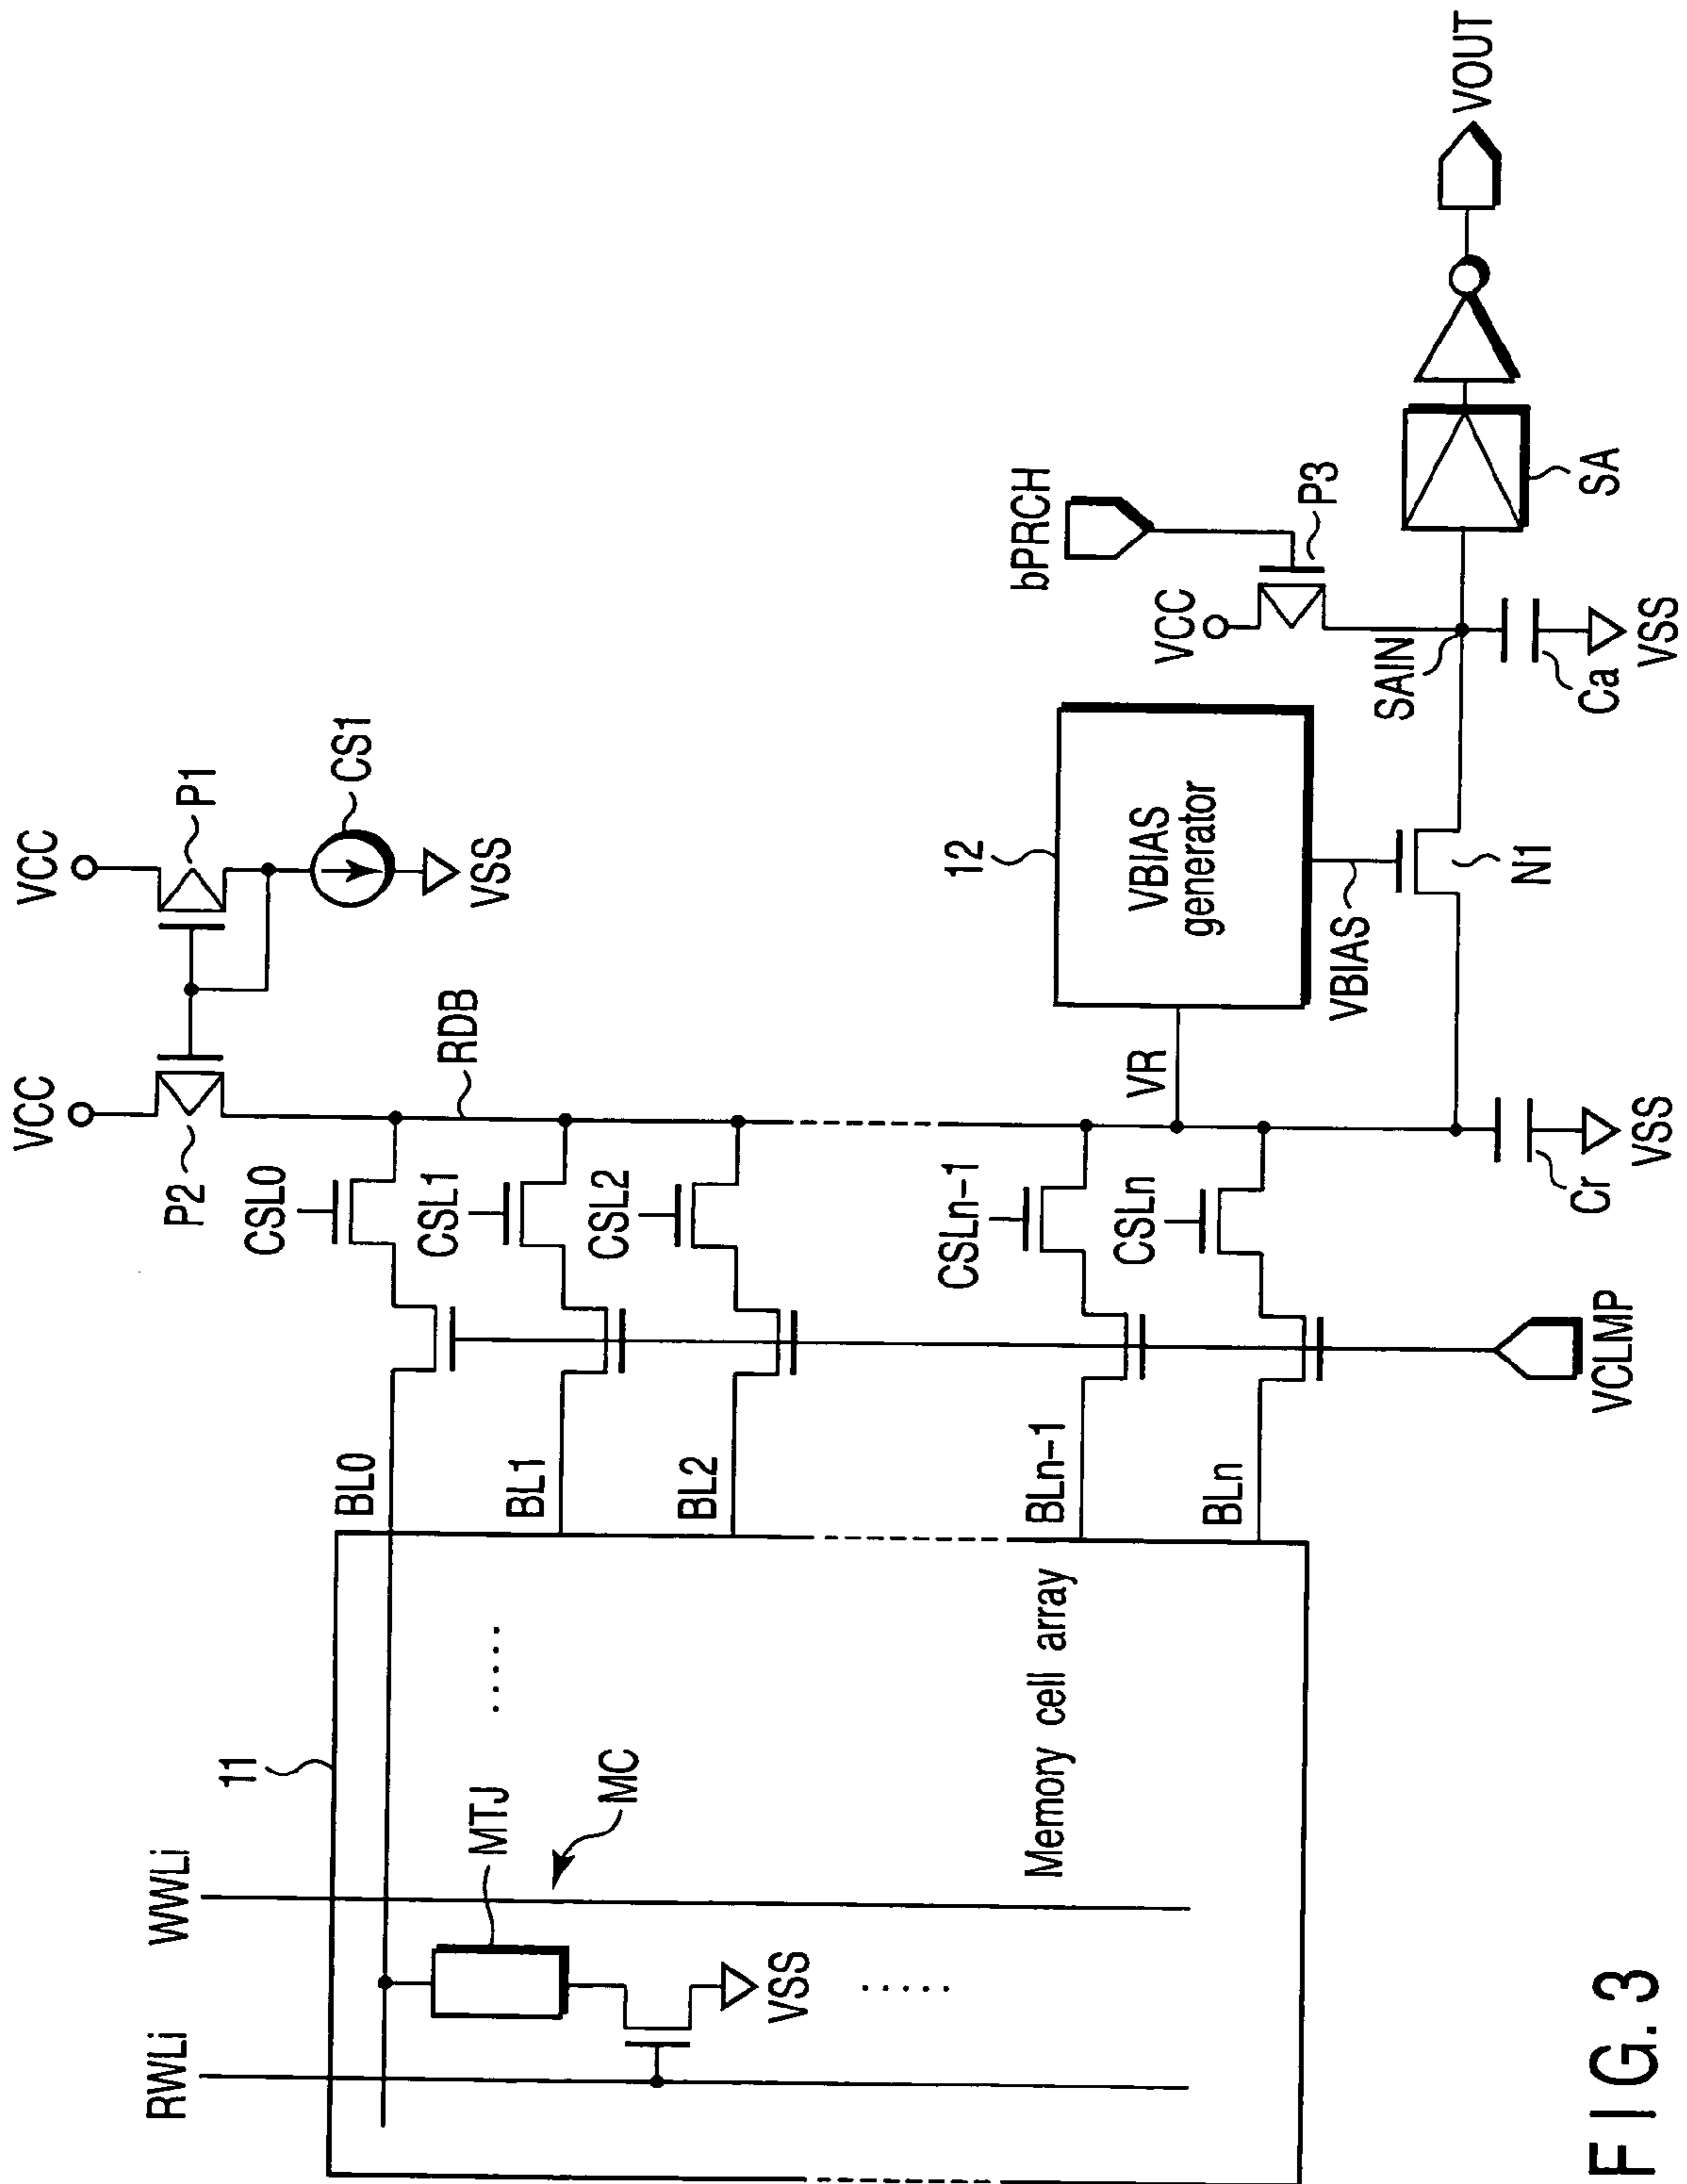 VCC
VCC
P2
P1
CS1
VSS
RDB
CSL0
CSL1
CSL2
CSLn-1
CSLn
RWLi
WWLi
11
BL0
BL1
BL2
BLn-1
BLn
MTJ
MC
VSS
Memory cell array
VCLMP
VR
12
VBIAS
generator
VBIAS
N1
Cr
VSS
bPRCH
VCC
P3
SAIN
Ca
VSS
SA
VOUT
FIG. 3